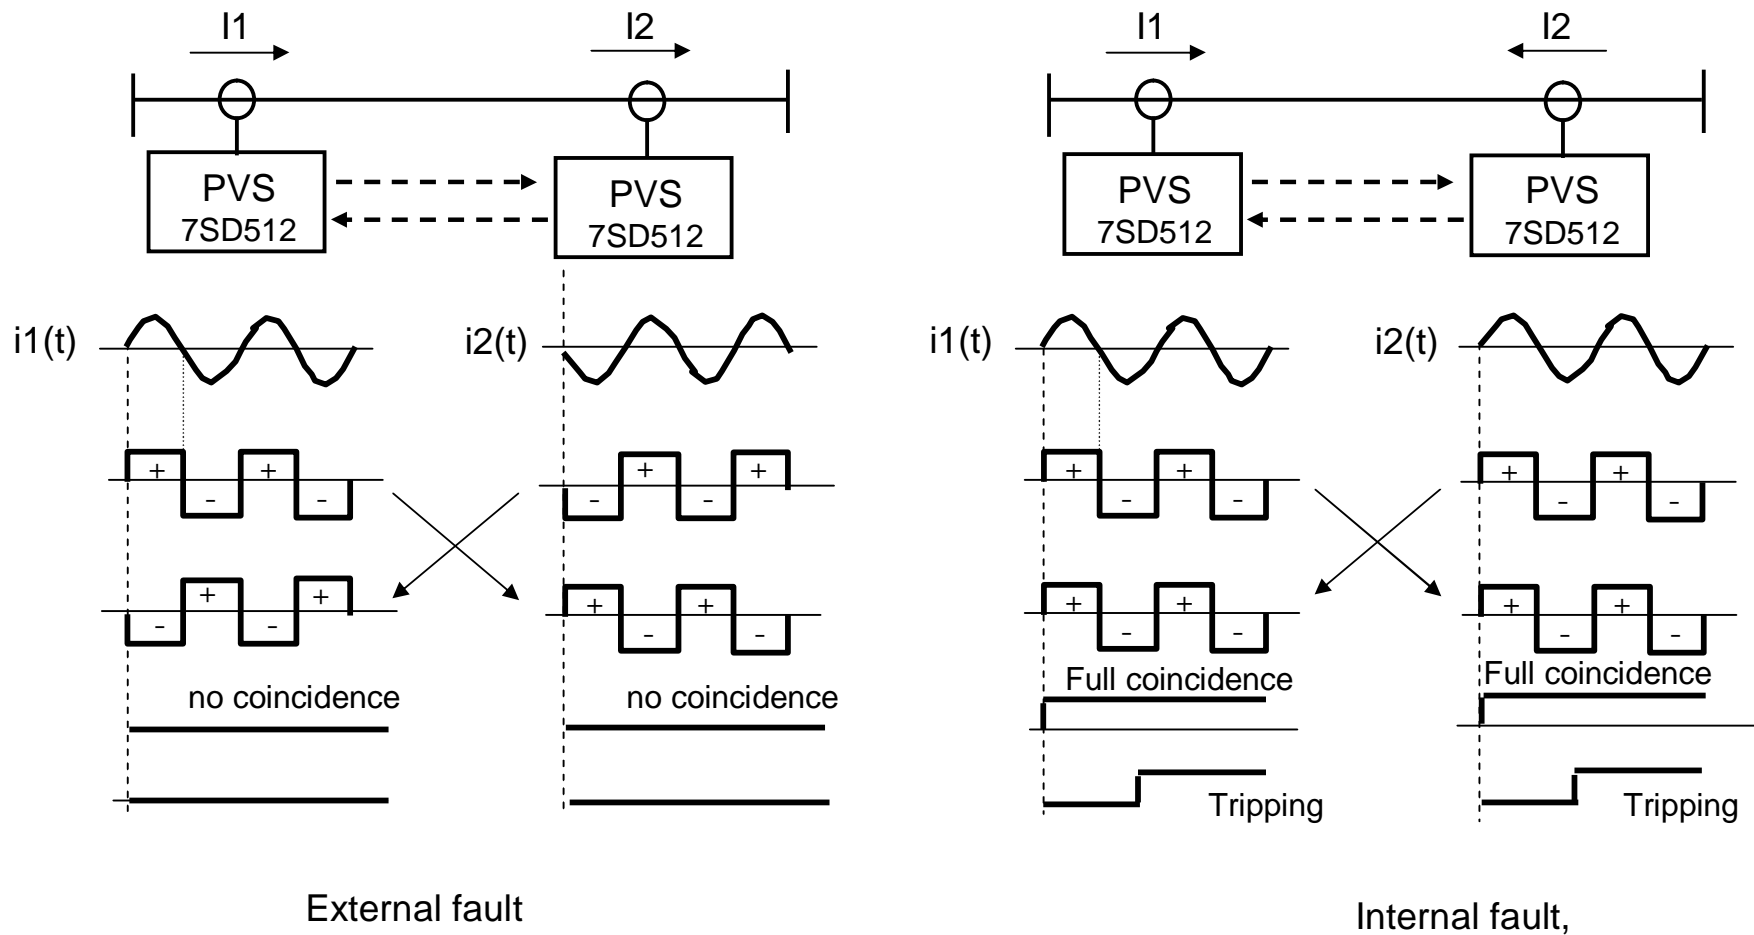 I1
I2
PVS
7SD512
PVS
7SD512
i1(t)
i2(t)
+ - + -
- + - +
- + - +
+ - + -
no coincidence
no coincidence
External fault
I1
I2
PVS
7SD512
PVS
7SD512
i1(t)
i2(t)
+ - + -
+ - + -
+ - + -
+ - + -
Full coincidence
Full coincidence
Tripping
Tripping
Internal fault,